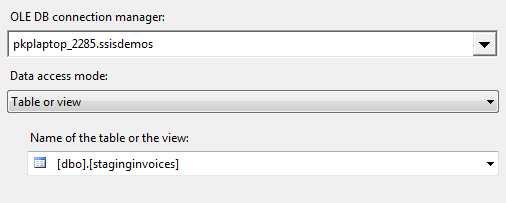 OLE DB connection manager:
pkplaptop_2285.ssisdemos
Data access mode:
Table or view
Name of the table or the view:
[dbo].[staginginvoices]